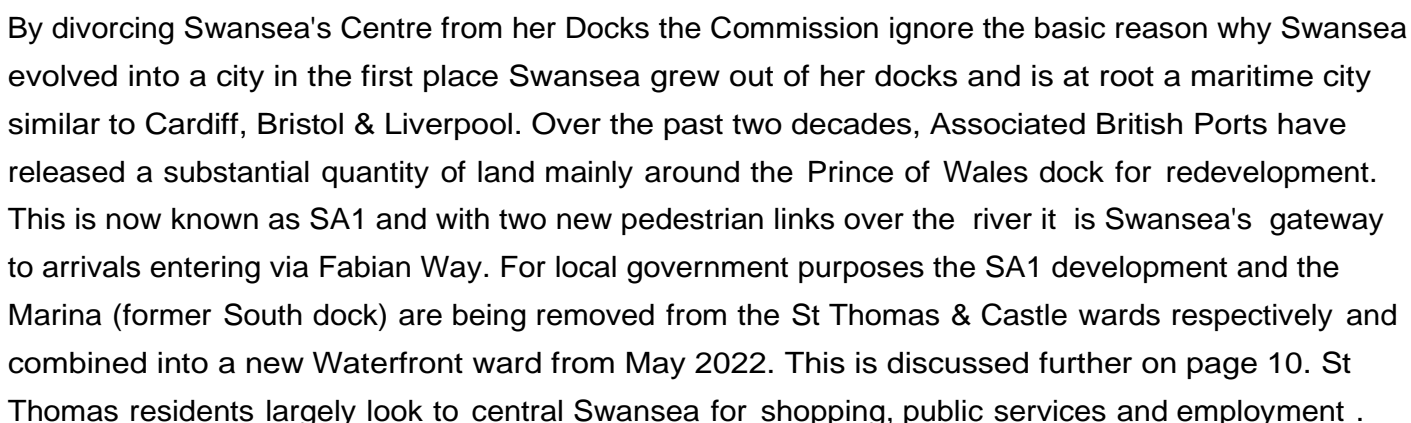 By divorcing Swansea's Centre from her Docks the Commission ignore the basic reason why Swansea
evolved into a city in the first place Swansea grew out of her docks and is at root a maritime city
similar to Cardiff, Bristol & Liverpool. Over the past two decades, Associated British Ports have
released a substantial quantity of land mainly around the Prince of Wales dock for redevelopment.
This is now known as SA1 and with two new pedestrian links over the river it is Swansea's gateway
to arrivals entering via Fabian Way. For local government purposes the SA1 development and the
Marina (former South dock) are being removed from the St Thomas & Castle wards respectively and
combined into a new Waterfront ward from May 2022. This is discussed further on page 10. St
Thomas residents largely look to central Swansea for shopping, public services and employment .